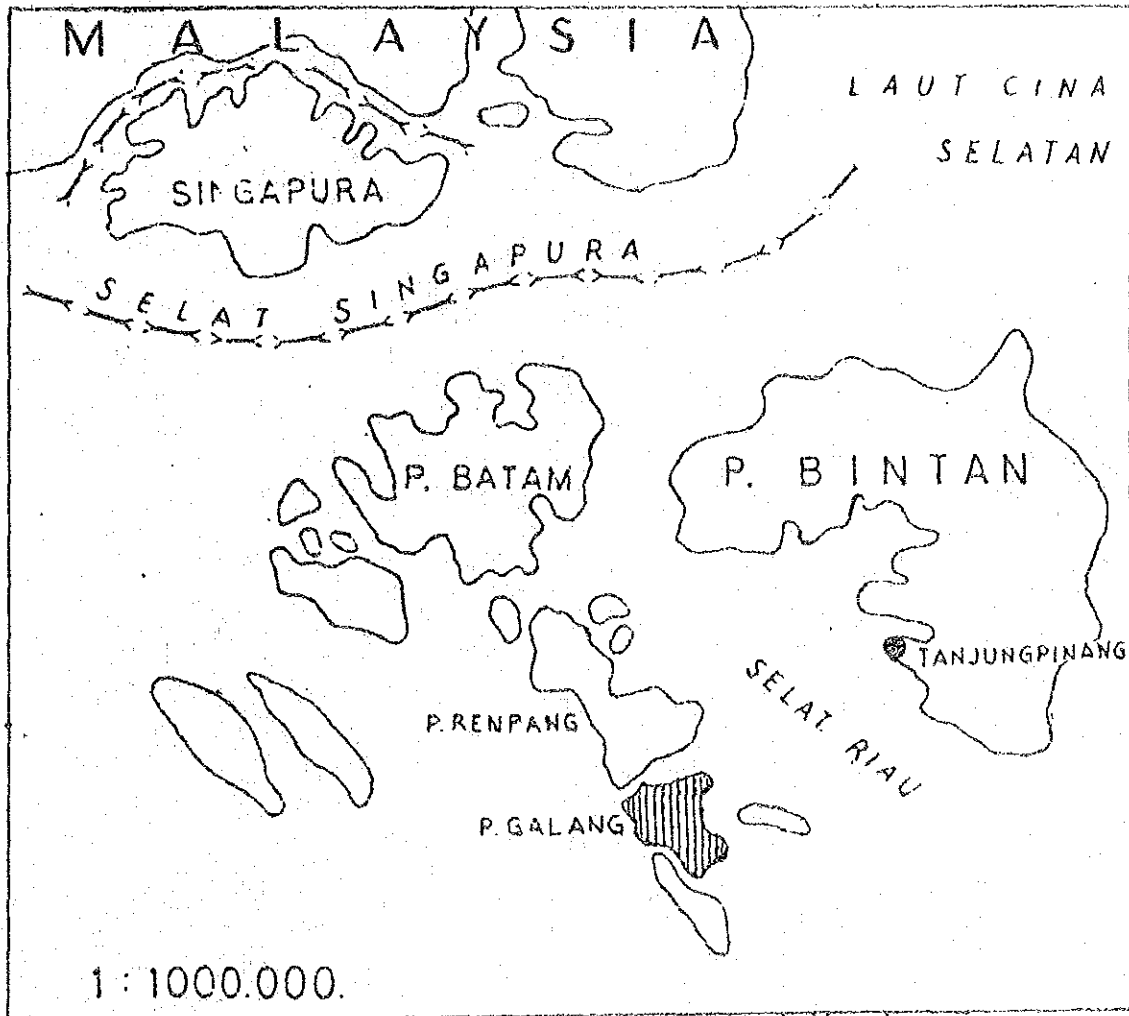 MALAYSIA
LAUT CINA
SELATAN
SINGAPURA
SELAT SINGAPURA
P. BATAM
P. BINTAN
TANJUNGPINANG
SELAT RIAU
P. RENPANG
P. GALANG
1 : 1000.000.